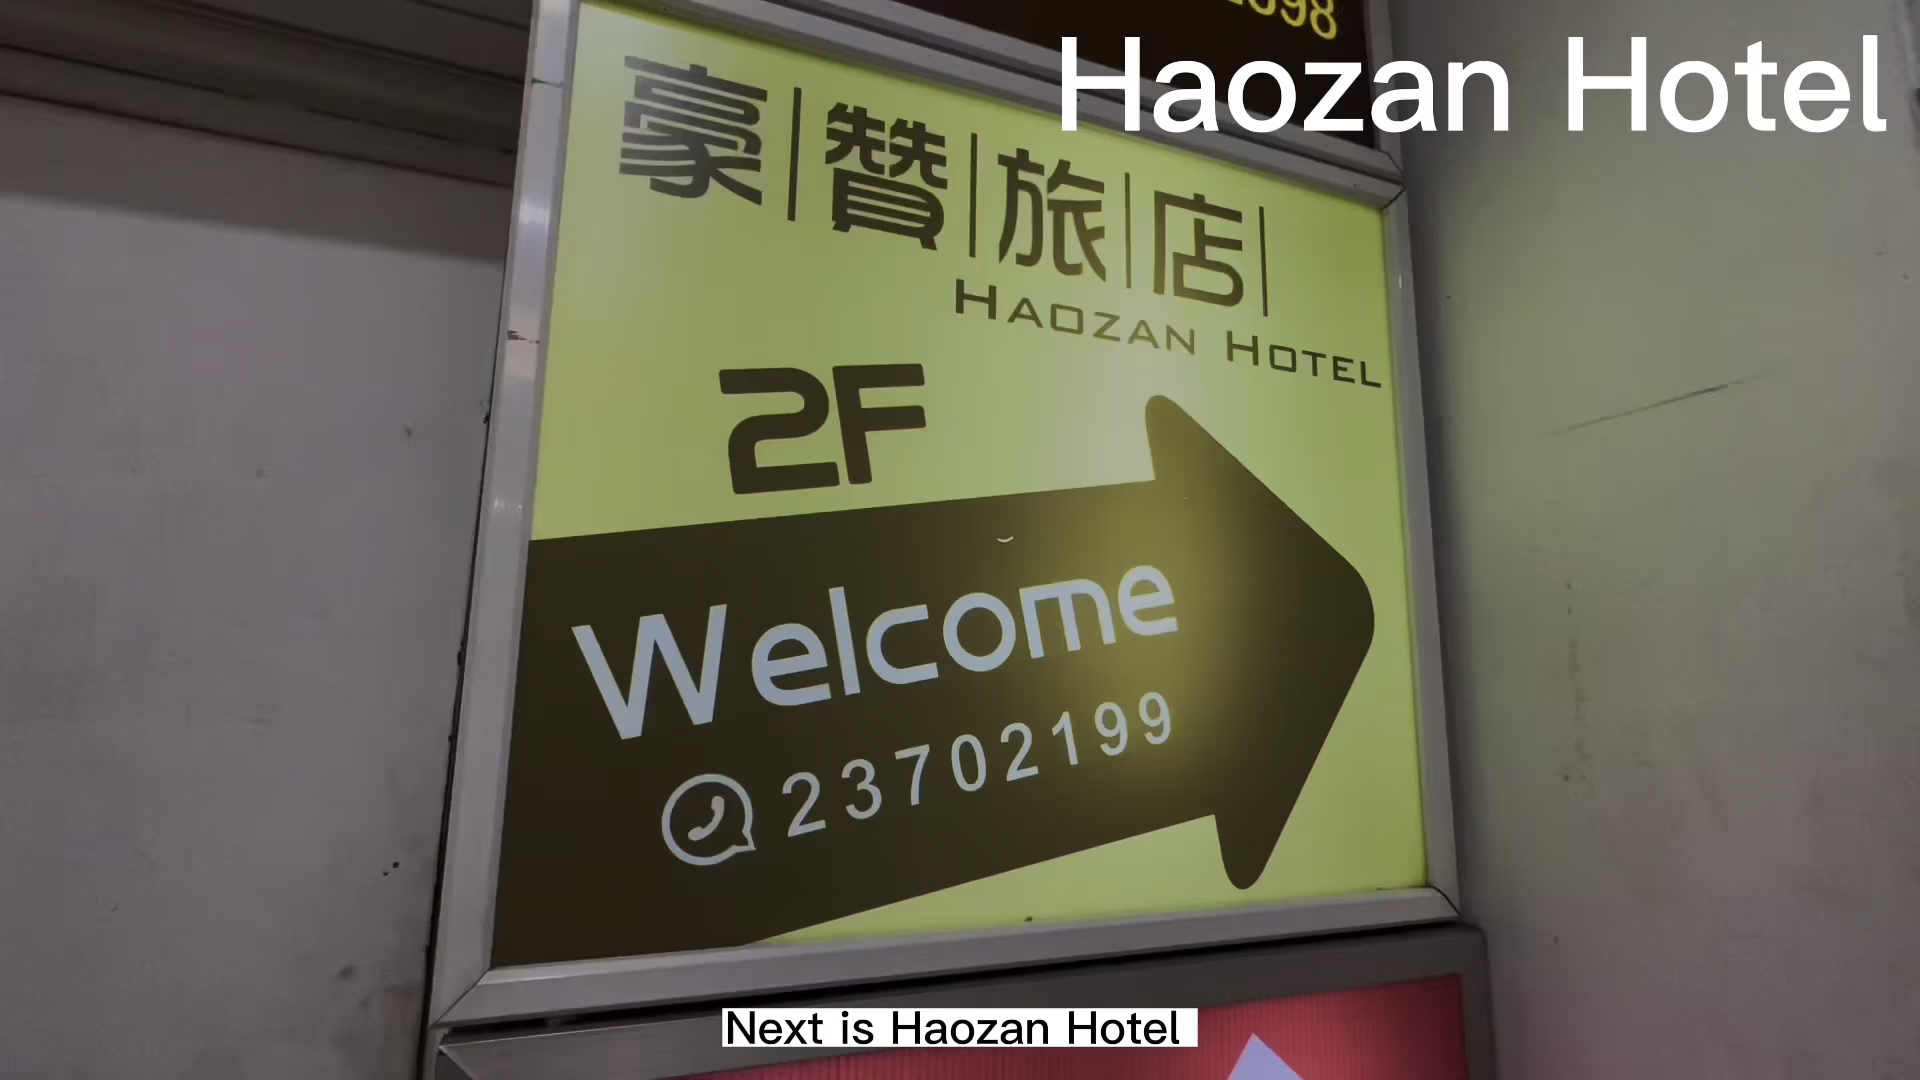 Haozan Hotel
豪|贊|旅|店|
HAOZAN HOTEL
2F
Welcome
23702199
Next is Haozan Hotel